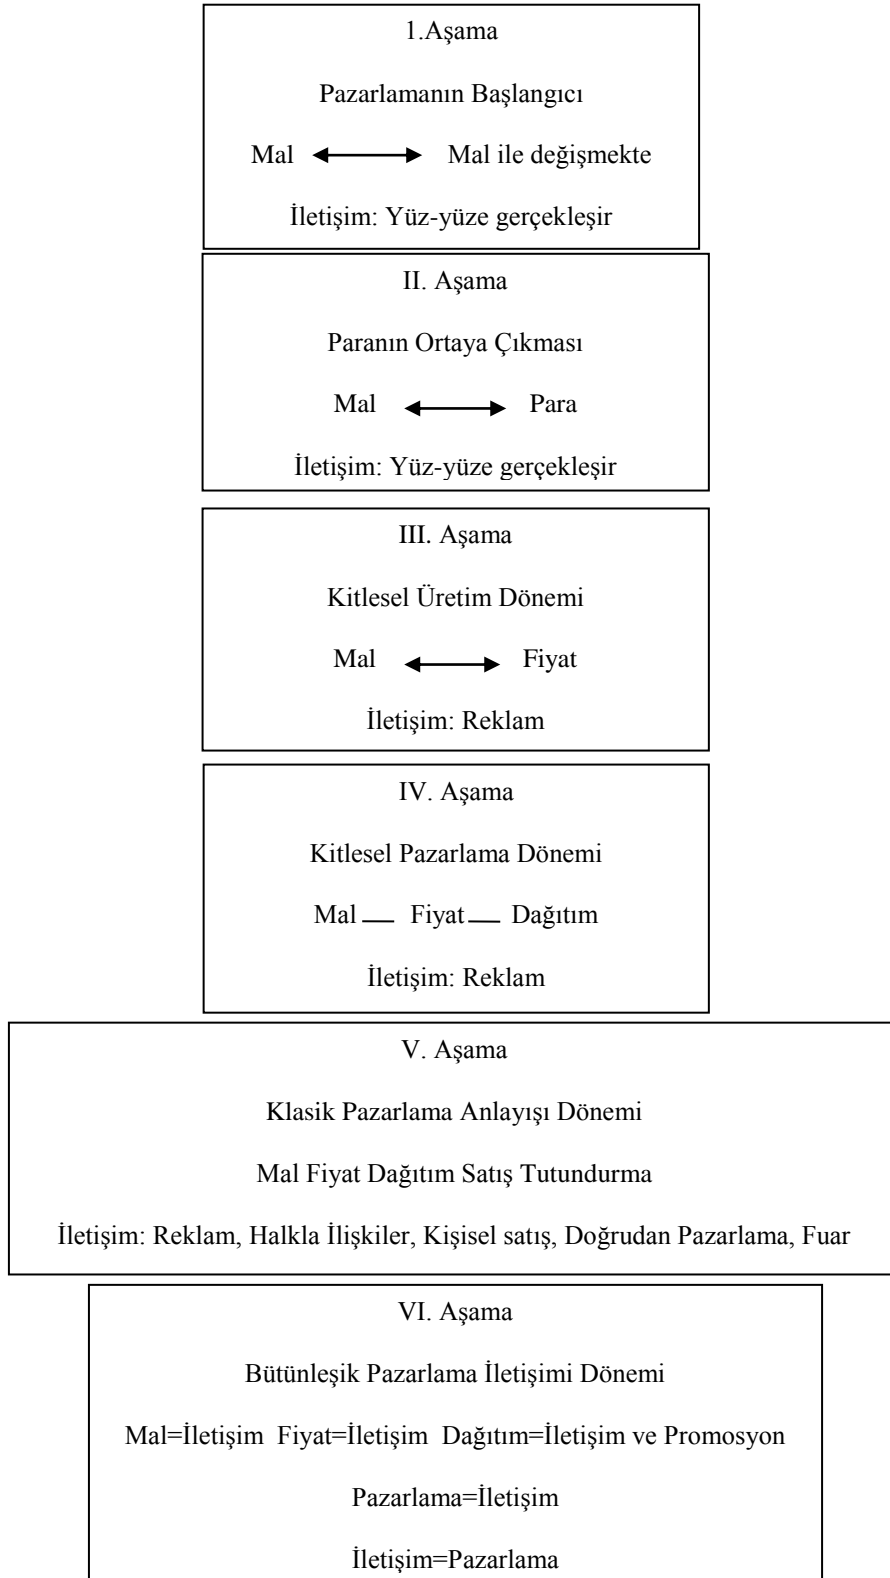 1.Aşama
Pazarlamanın Başlangıcı
Mal Mal ile değişmekte
İletişim: Yüz-yüze gerçekleşir
II. Aşama
Paranın Ortaya Çıkması
Mal Para
İletişim: Yüz-yüze gerçekleşir
III. Aşama
Kitlesel Üretim Dönemi
Mal Fiyat
İletişim: Reklam
IV. Aşama
Kitlesel Pazarlama Dönemi
Mal Fiyat Dağıtım
İletişim: Reklam
V. Aşama
Klasik Pazarlama Anlayışı Dönemi
Mal Fiyat Dağıtım Satış Tutundurma
İletişim: Reklam, Halkla İlişkiler, Kişisel satış, Doğrudan Pazarlama, Fuar
VI. Aşama
Bütünleşik Pazarlama İletişimi Dönemi
Mal=İletişim Fiyat=İletişim Dağıtım=İletişim ve Promosyon
Pazarlama=İletişim
İletişim=Pazarlama